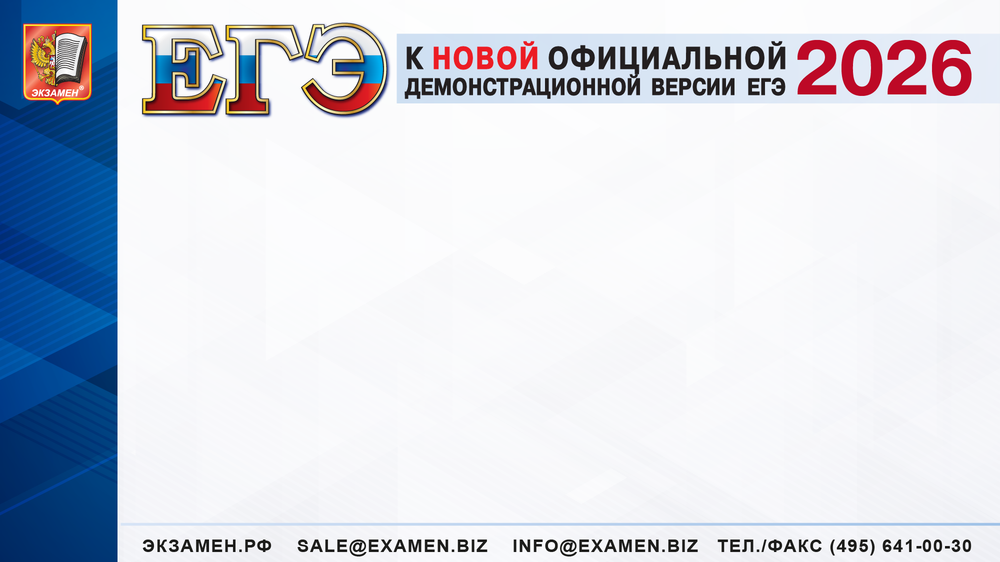 ЭКЗАМЕН®
ЕГЭ
К НОВОЙ ОФИЦИАЛЬНОЙ
ДЕМОНСТРАЦИОННОЙ ВЕРСИИ ЕГЭ
2026
ЭКЗАМЕН.РФ SALE@EXAMEN.BIZ INFO@EXAMEN.BIZ ТЕЛ./ФАКС (495) 641-00-30